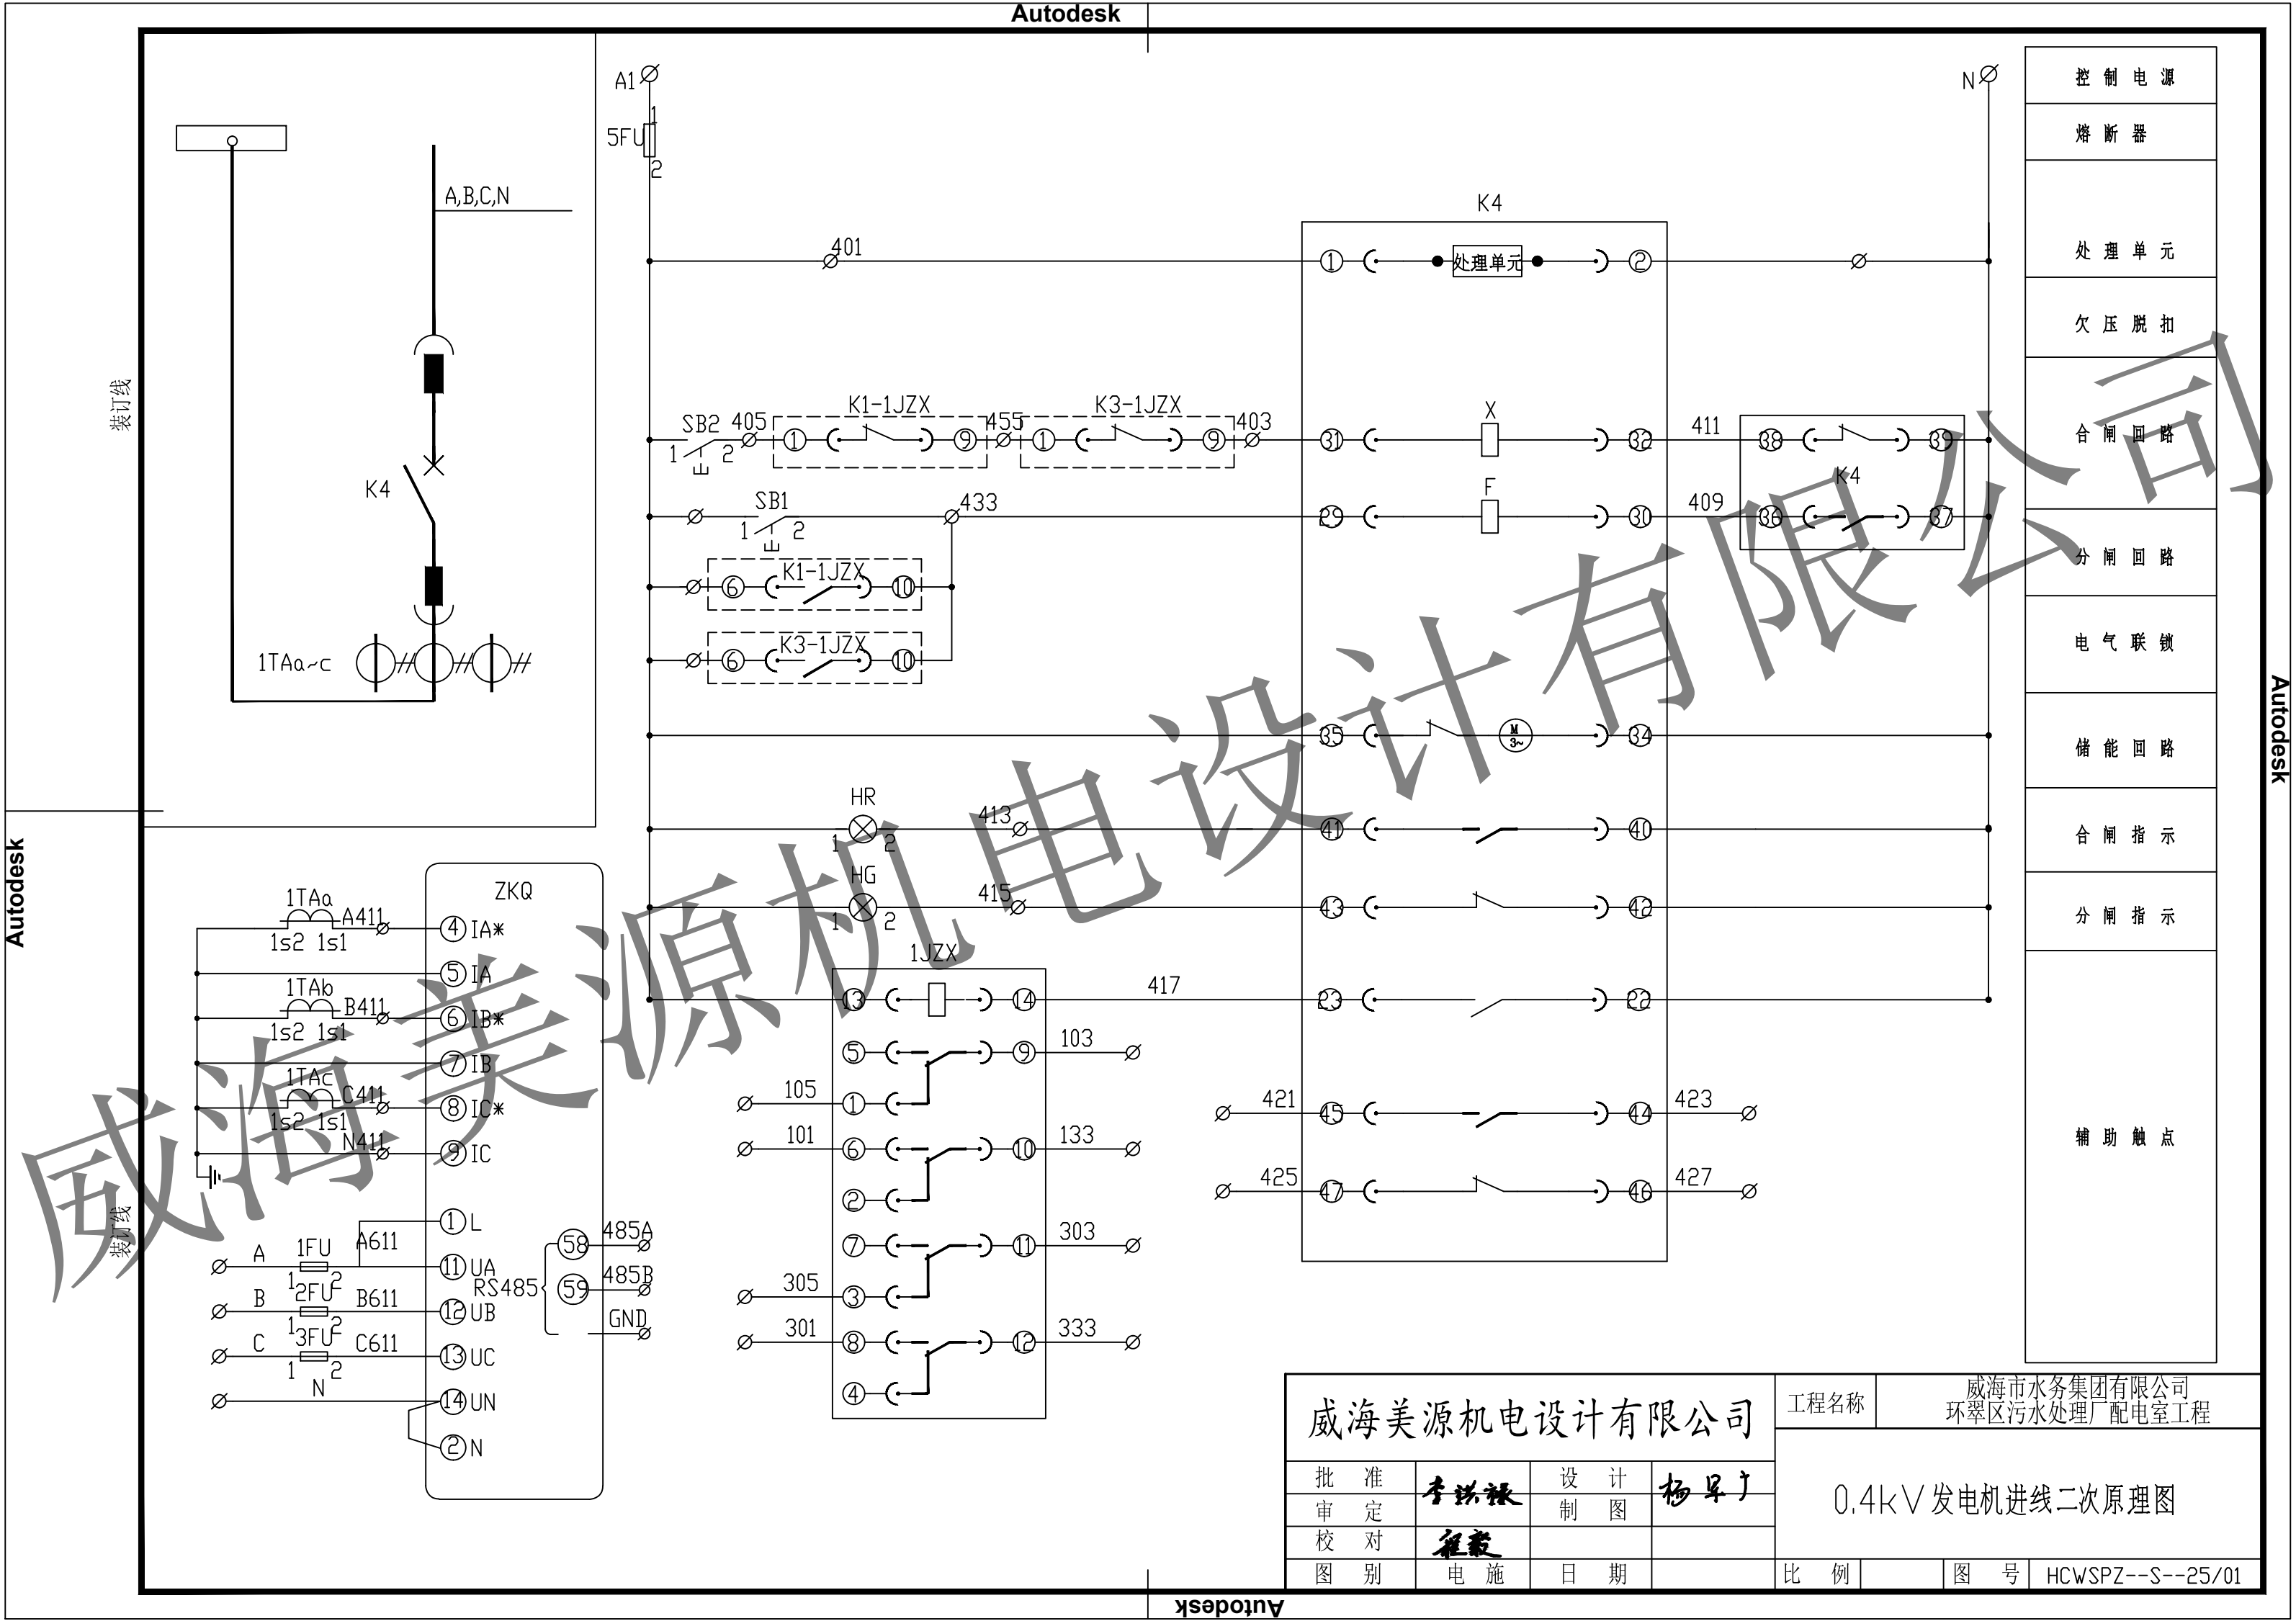 Autodesk
A1
1
5FU
2
N
控制电源
熔断器
处理单元
欠压脱扣
合闸回路
分闸回路
电气联锁
储能回路
合闸指示
分闸指示
辅助触点
A,B,C,N
K4
1TAa~c
装订线
K4
401
1 处理单元 2
SB2 405 K1-1JZX 455 K3-1JZX 403 X 411
1 2 1 9 1 9 31 32 38 39
K4
SB1 433 F 409
1 2 29 30 36 37
K1-1JZX
6 10
K3-1JZX
6 10
35 M 3~ 34
HR 413
1 2 41 40
HG 415
1 2 43 42
1JZX
13 14 417 23 22
5 9 103
105 1
101 6 10 133
2
7 11 303
305 3
301 8 12 333
4
421 45 44 423
425 47 46 427
ZKQ
1TAa A411 4 IA*
1s2 1s1
5 IA
1TAb B411 6 IB*
1s2 1s1
7 IB
1TAc C411 8 IC*
1s2 1s1
N411 9 IC
1 L
A 1FU A611 11 UA
1 2
B 2FU B611 12 UB
1 2
C 3FU C611 13 UC
1 2
N 14 UN
2 N
RS485
58 485A
59 485B
GND
装订线
Autodesk
Autodesk
Autodesk
威海美源机电设计有限公司
威海美源机电设计有限公司
工程名称
威海市水务集团有限公司
环翠区污水处理厂配电室工程
批准
设计
审定
制图
校对
0.4kV发电机进线二次原理图
图别 电施 日期
比例
图号 HCWSPZ--S--25/01